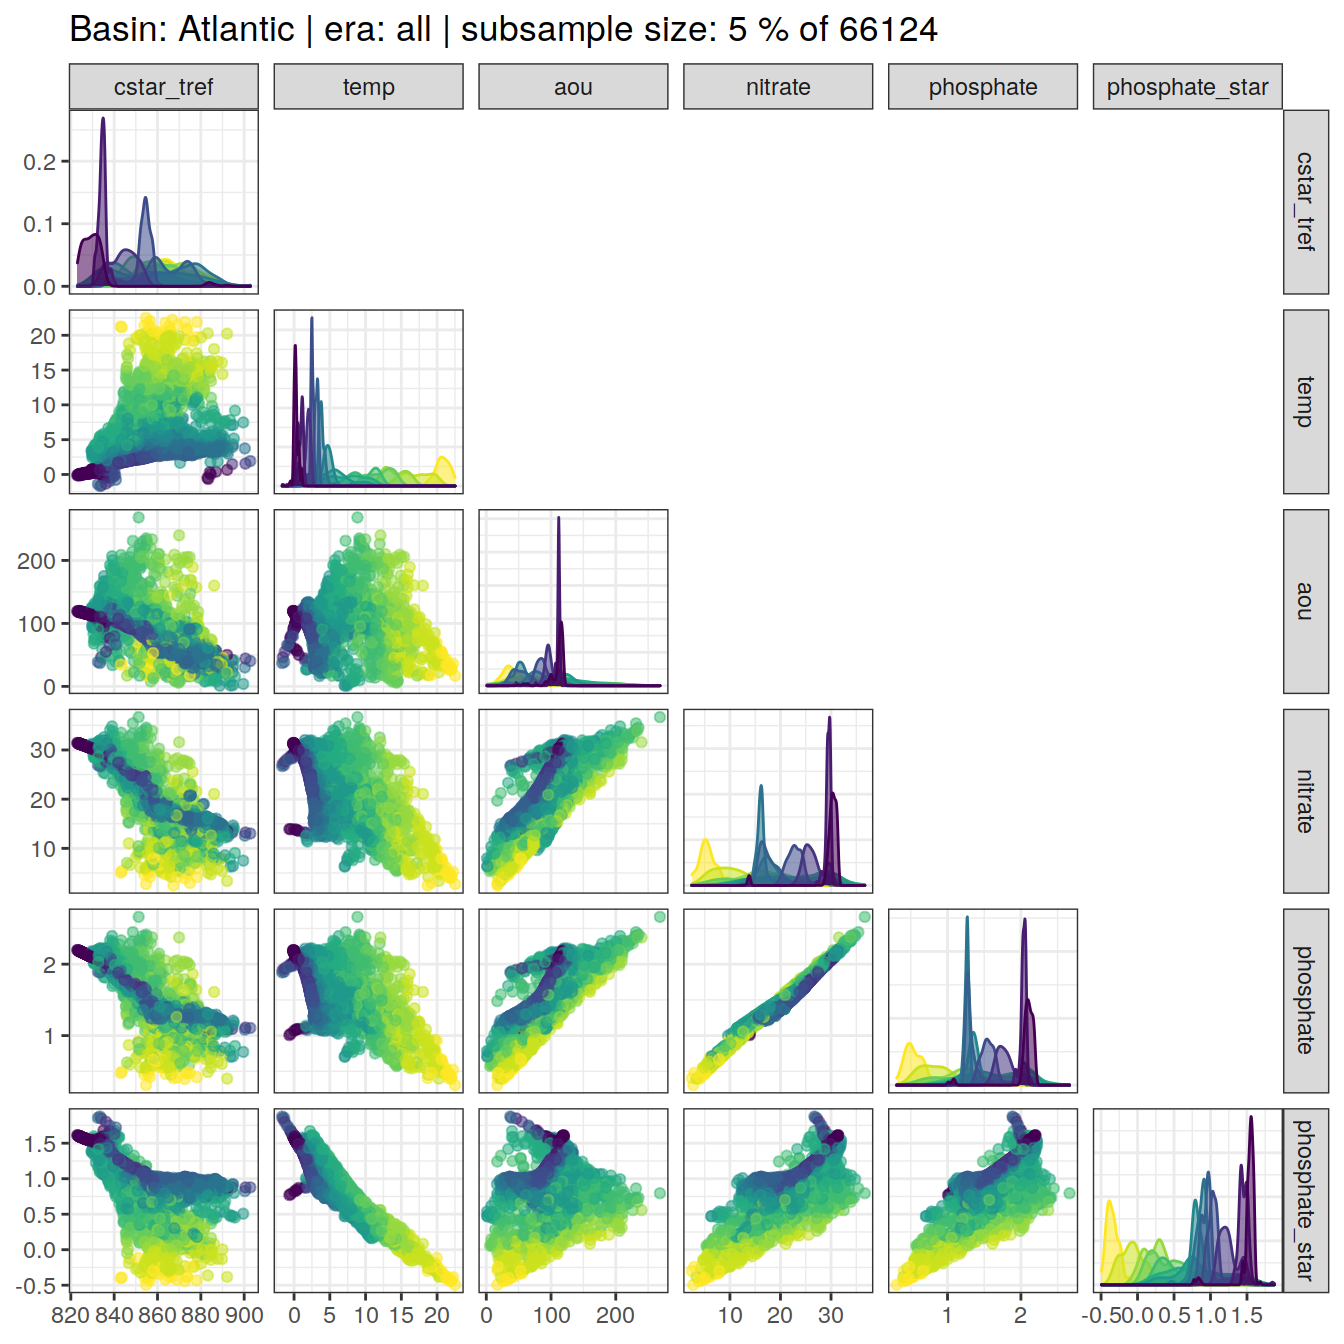 Basin: Atlantic | era: all | subsample size: 5 % of 66124
cstar_tref temp aou nitrate phosphate phosphate_star
0.2
0.1
0.0
cstar_tref
20
15
10
5
0
temp
200
100
0
aou
30
20
10
nitrate
2
1
phosphate
1.5
1.0
0.5
0.0
-0.5
phosphate_star
820 840 860 880 900 0 5 10 15 20 0 100 200 10 20 30 1 2 -0.5 0.0 0.5 1.0 1.5